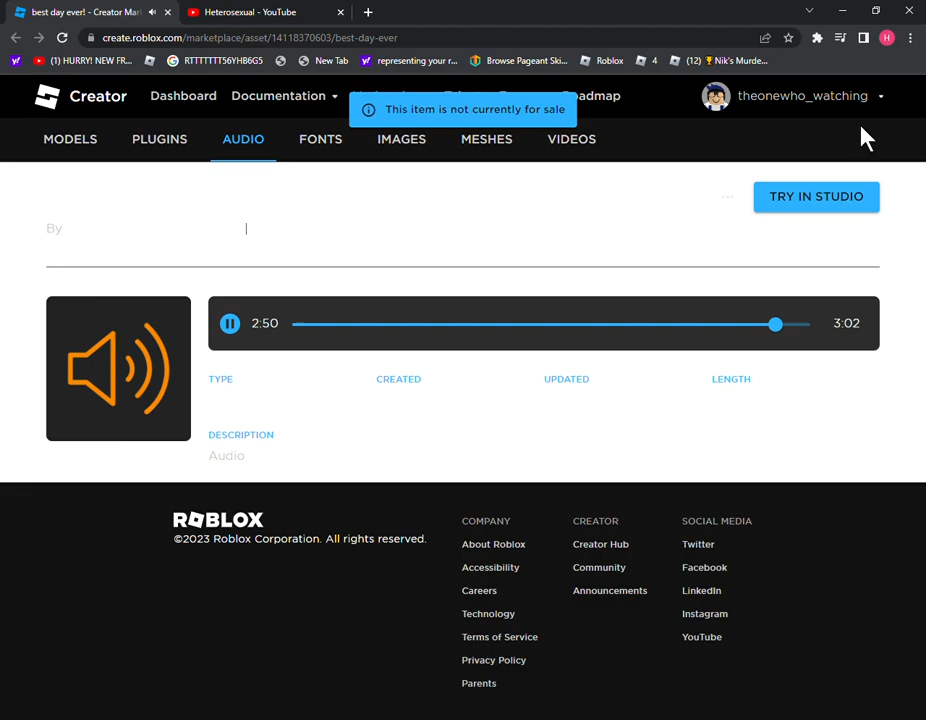 best day ever! - Creator Mar
Heterosexual - YouTube
create.roblox.com/marketplace/asset/14118370603/best-day-ever
(1) HURRY! NEW FR...
RTTTTTT56YHB6G5
New Tab
representing your r...
Browse Pageant Ski...
Roblox
4
(12) 🏆Nik's Murde...
H
Creator
Dashboard
Documentation
Roadmap
This item is not currently for sale
theonewho_watching
MODELS
PLUGINS
AUDIO
FONTS
IMAGES
MESHES
VIDEOS
... TRY IN STUDIO
By
2:50
3:02
TYPE
CREATED
UPDATED
LENGTH
DESCRIPTION
Audio
ROBLOX
©2023 Roblox Corporation. All rights reserved.
COMPANY
About Roblox
Accessibility
Careers
Technology
Terms of Service
Privacy Policy
Parents
CREATOR
Creator Hub
Community
Announcements
SOCIAL MEDIA
Twitter
Facebook
LinkedIn
Instagram
YouTube